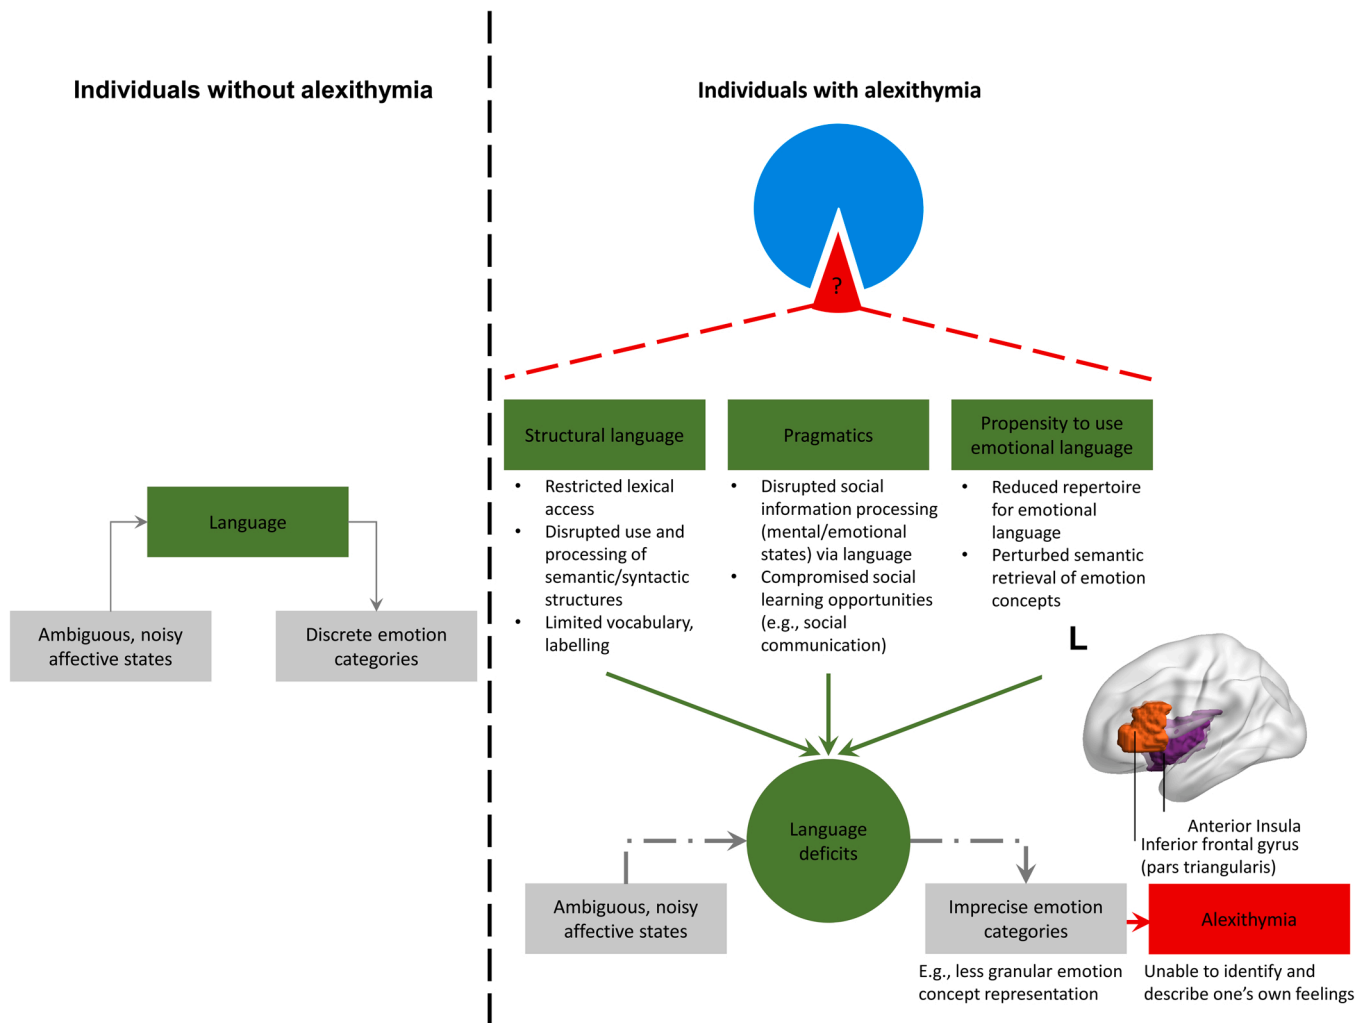 Individuals without alexithymia
Language
Ambiguous, noisy
affective states
Discrete emotion
categories
Individuals with alexithymia
?
Structural language
• Restricted lexical
access
• Disrupted use and
processing of
semantic/syntactic
structures
• Limited vocabulary,
labelling
Pragmatics
• Disrupted social
information processing
(mental/emotional
states) via language
• Compromised social
learning opportunities
(e.g., social
communication)
Propensity to use
emotional language
• Reduced repertoire
for emotional
language
• Perturbed semantic
retrieval of emotion
concepts
L
Anterior Insula
Inferior frontal gyrus
(pars triangularis)
Language
deficits
Ambiguous, noisy
affective states
Imprecise emotion
categories
E.g., less granular emotion
concept representation
Alexithymia
Unable to identify and
describe one’s own feelings